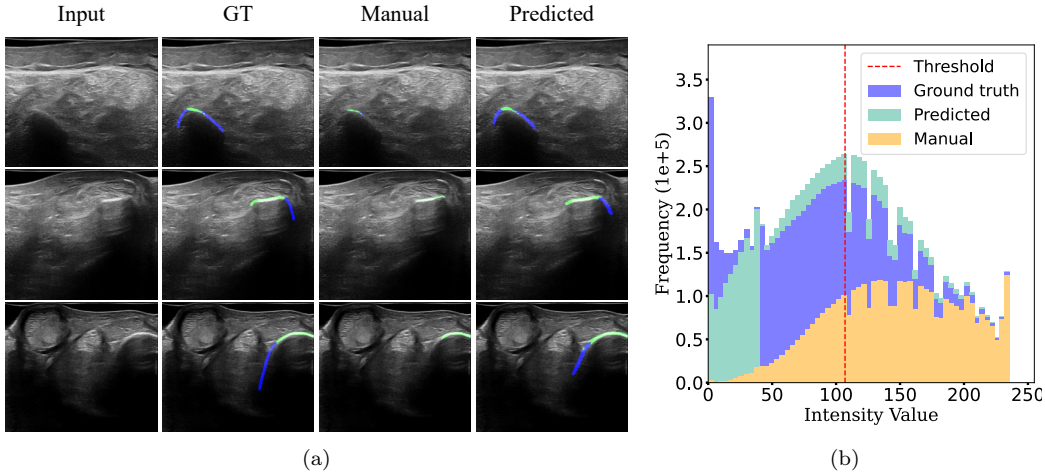 Input GT Manual Predicted
(a)
Frequency (1e+5)
3.5
3.0
2.5
2.0
1.5
1.0
0.5
0.0
0 50 100 150 200 250
Intensity Value
Threshold
Ground truth
Predicted
Manual
(b)